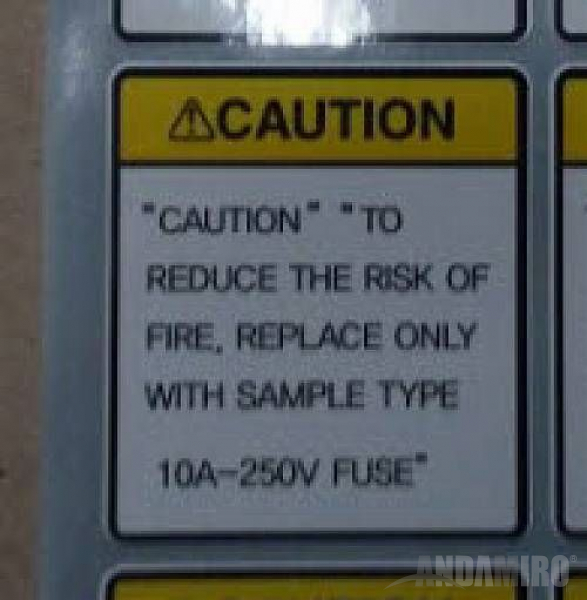 ⚠CAUTION
"CAUTION" "TO
REDUCE THE RISK OF
FIRE, REPLACE ONLY
WITH SAMPLE TYPE
10A-250V FUSE"
ANDAMIRO